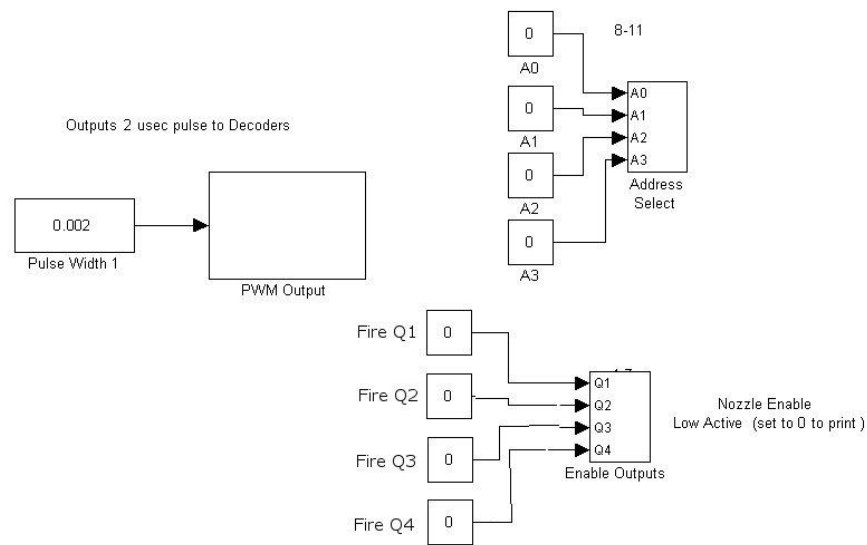 0
8-11
A0
A0
0
A1
A1
A2
A3
Outputs 2 usec pulse to Decoders
0
A2
Address
Select
0.002
Pulse Width 1
PWM Output
0
A3
Fire Q1
0
Q1
Q2
Q3
Q4
Fire Q2
0
Nozzle Enable
Low Active (set to 0 to print )
Fire Q3
0
Enable Outputs
Fire Q4
0